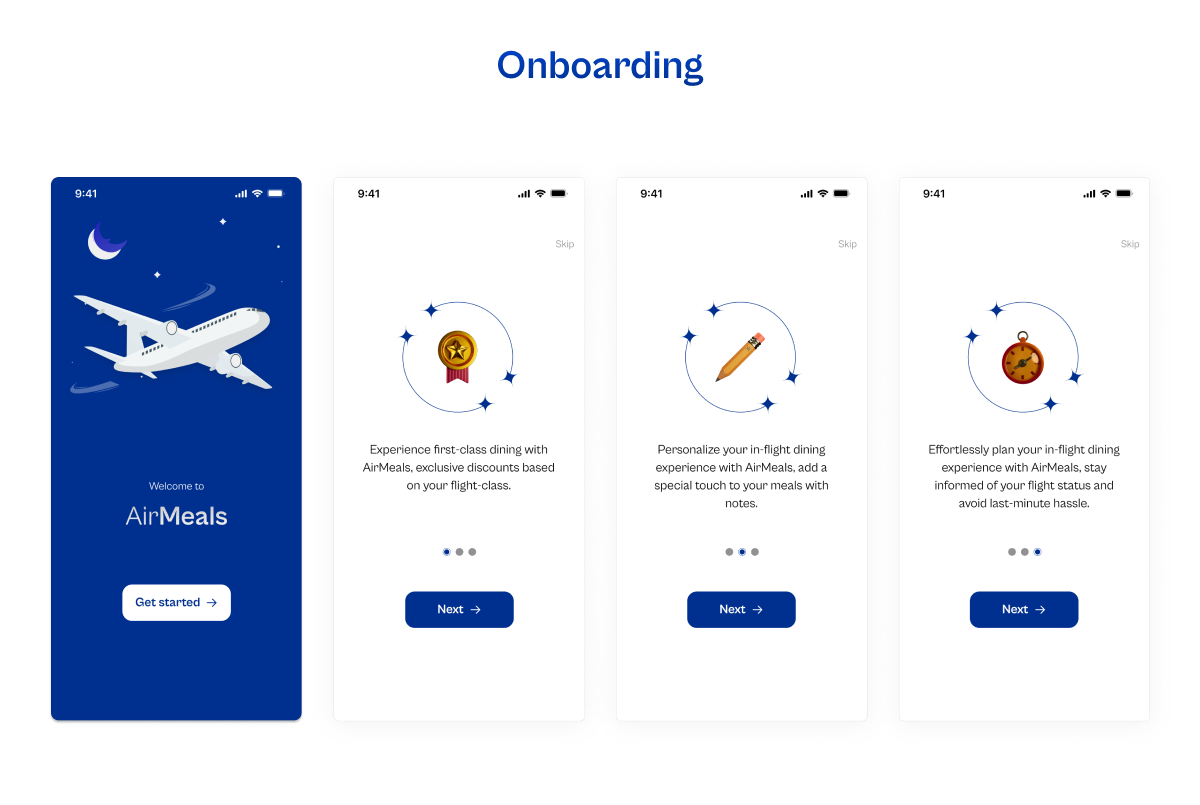 Onboarding
9:41
Welcome to
AirMeals
Get started →
9:41
Skip
Experience first-class dining with
AirMeals, exclusive discounts based
on your flight-class.
Next →
9:41
Skip
Personalize your in-flight dining
experience with AirMeals, add a
special touch to your meals with
notes.
Next →
9:41
Skip
Effortlessly plan your in-flight dining
experience with AirMeals, stay
informed of your flight status and
avoid last-minute hassle.
Next →